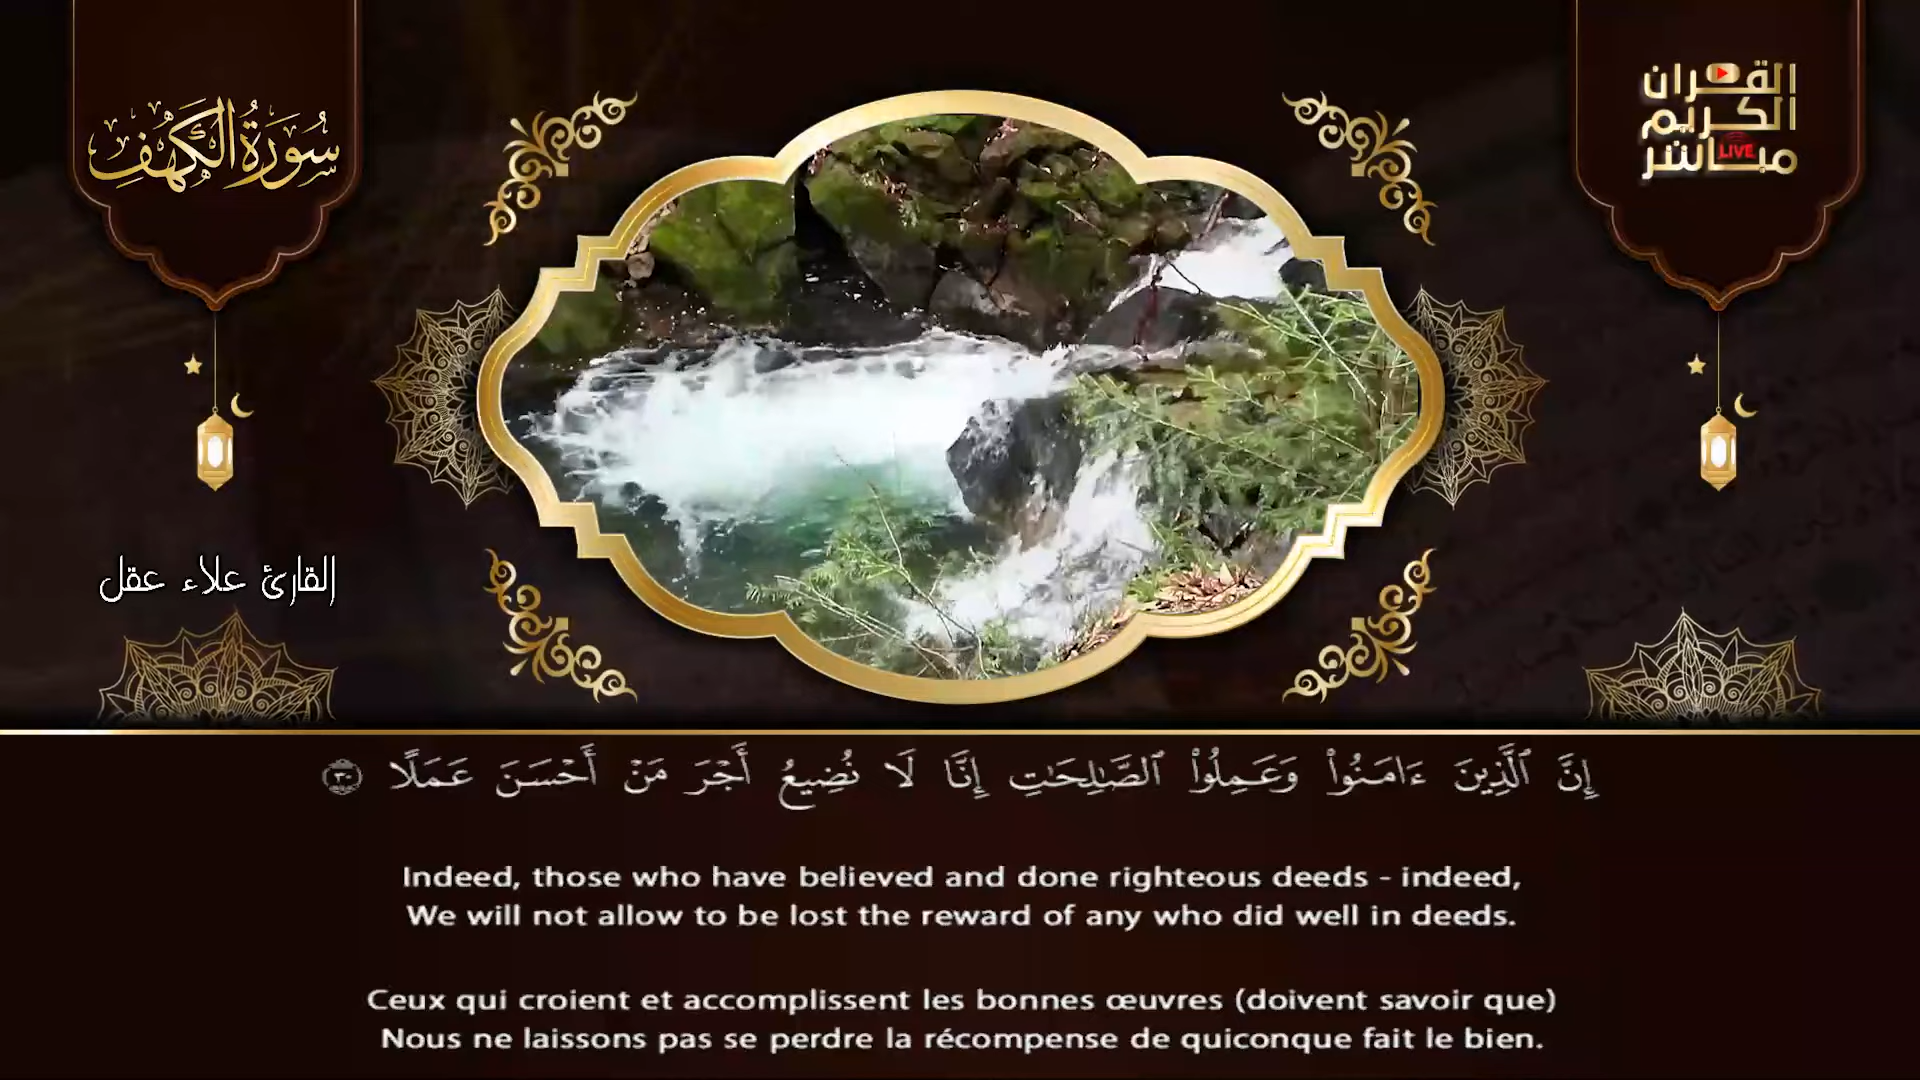 سُورَةُ الْكَهْفِ
القرآن
الكريم
مباشر
LIVE
القارئ علاء عقل
إِنَّ ٱلَّذِينَ ءَامَنُوا۟ وَعَمِلُوا۟ ٱلصَّـٰلِحَـٰتِ إِنَّا لَا نُضِيعُ أَجْرَ مَنْ أَحْسَنَ عَمَلًا ٣٠
Indeed, those who have believed and done righteous deeds - indeed,
We will not allow to be lost the reward of any who did well in deeds.
Ceux qui croient et accomplissent les bonnes œuvres (doivent savoir que)
Nous ne laissons pas se perdre la récompense de quiconque fait le bien.